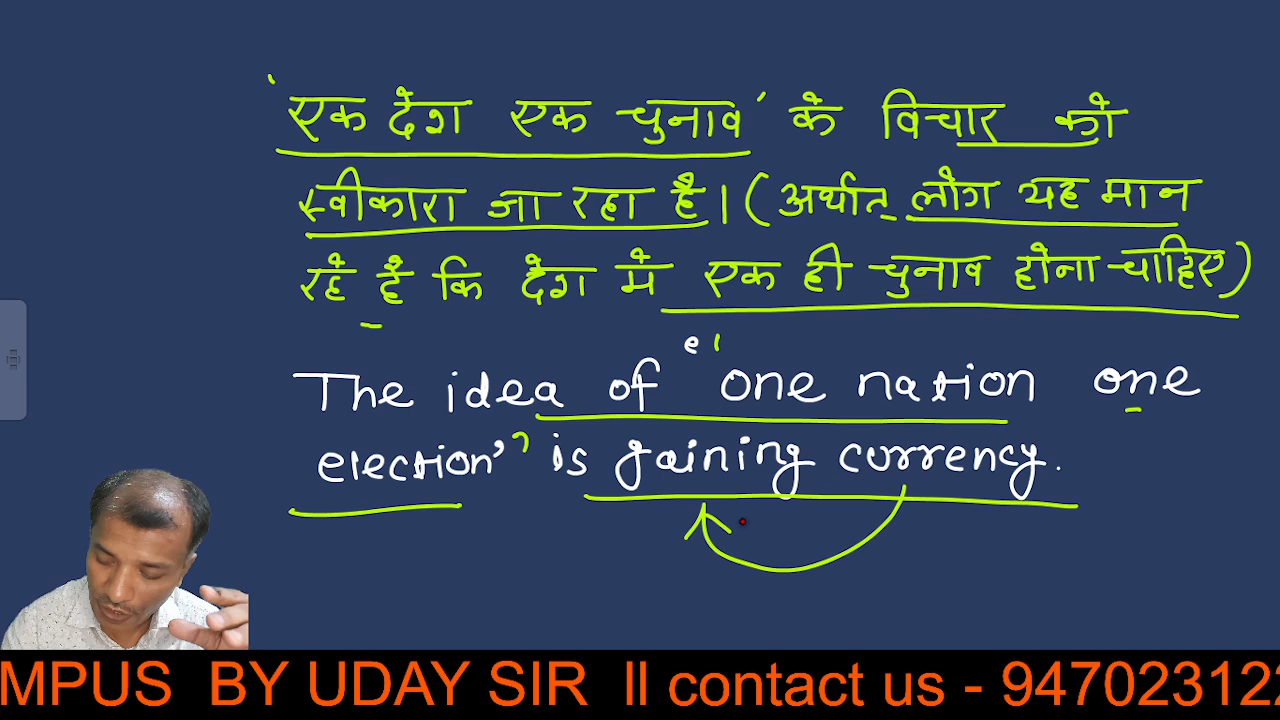 'एक देश एक चुनाव' के विचार को
स्वीकारा जा रहा है। (अर्थात लोग यह मान
रहे है कि देश मे एक ही चुनाव होना चाहिए)
The idea of 'one nation one
election' is gaining currency.
MPUS BY UDAY SIR ll contact us - 947023122